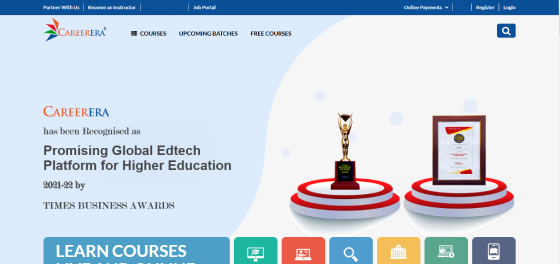 Partner With Us
Become an Instructor
Job Portal
Online Payments
Register
Login
CAREERERA
COURSES
UPCOMING BATCHES
FREE COURSES
CAREERERA
has been Recognised as
Promising Global Edtech
Platform for Higher Education
2021-22 by
TIMES BUSINESS AWARDS
LEARN COURSES